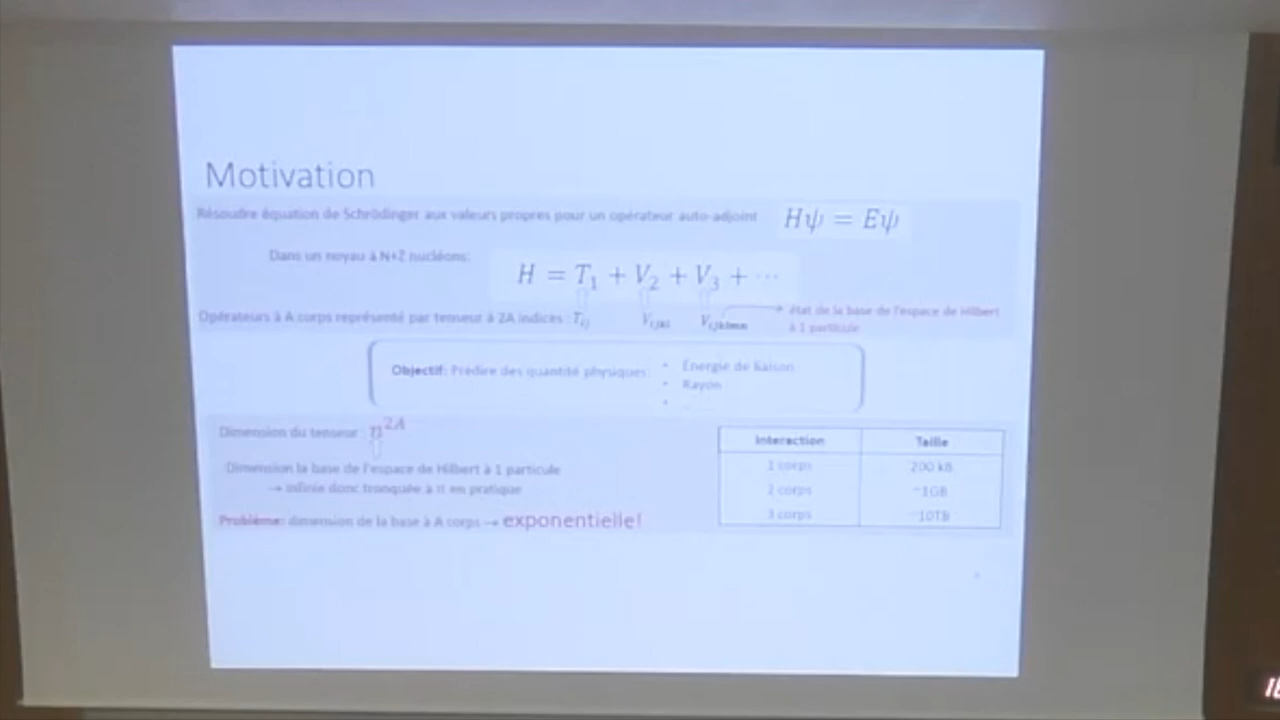 Motivation
Résoudre équation de Schrödinger aux valeurs propres pour un opérateur auto-adjoint Hψ = Eψ
Dans un noyau à N+Z nucléons:
H = T₁ + V₂ + V₃ + ⋯
Opérateurs à A corps représenté par tenseur à 2A indices : T_ij V_ijkl V_ijklmn → état de la base de l'espace de Hilbert
à 1 particule
Objectif: Prédire des quantité physiques:
• Énergie de liaison
• Rayon
•
Dimension du tenseur : n^2A
Dimension la base de l'espace de Hilbert à 1 particule
→ infinie donc tronquée à n en pratique
Problème: dimension de la base à A corps → exponentielle!
Interaction Taille
1 corps 200 kB
2 corps ~1GB
3 corps ~10TB